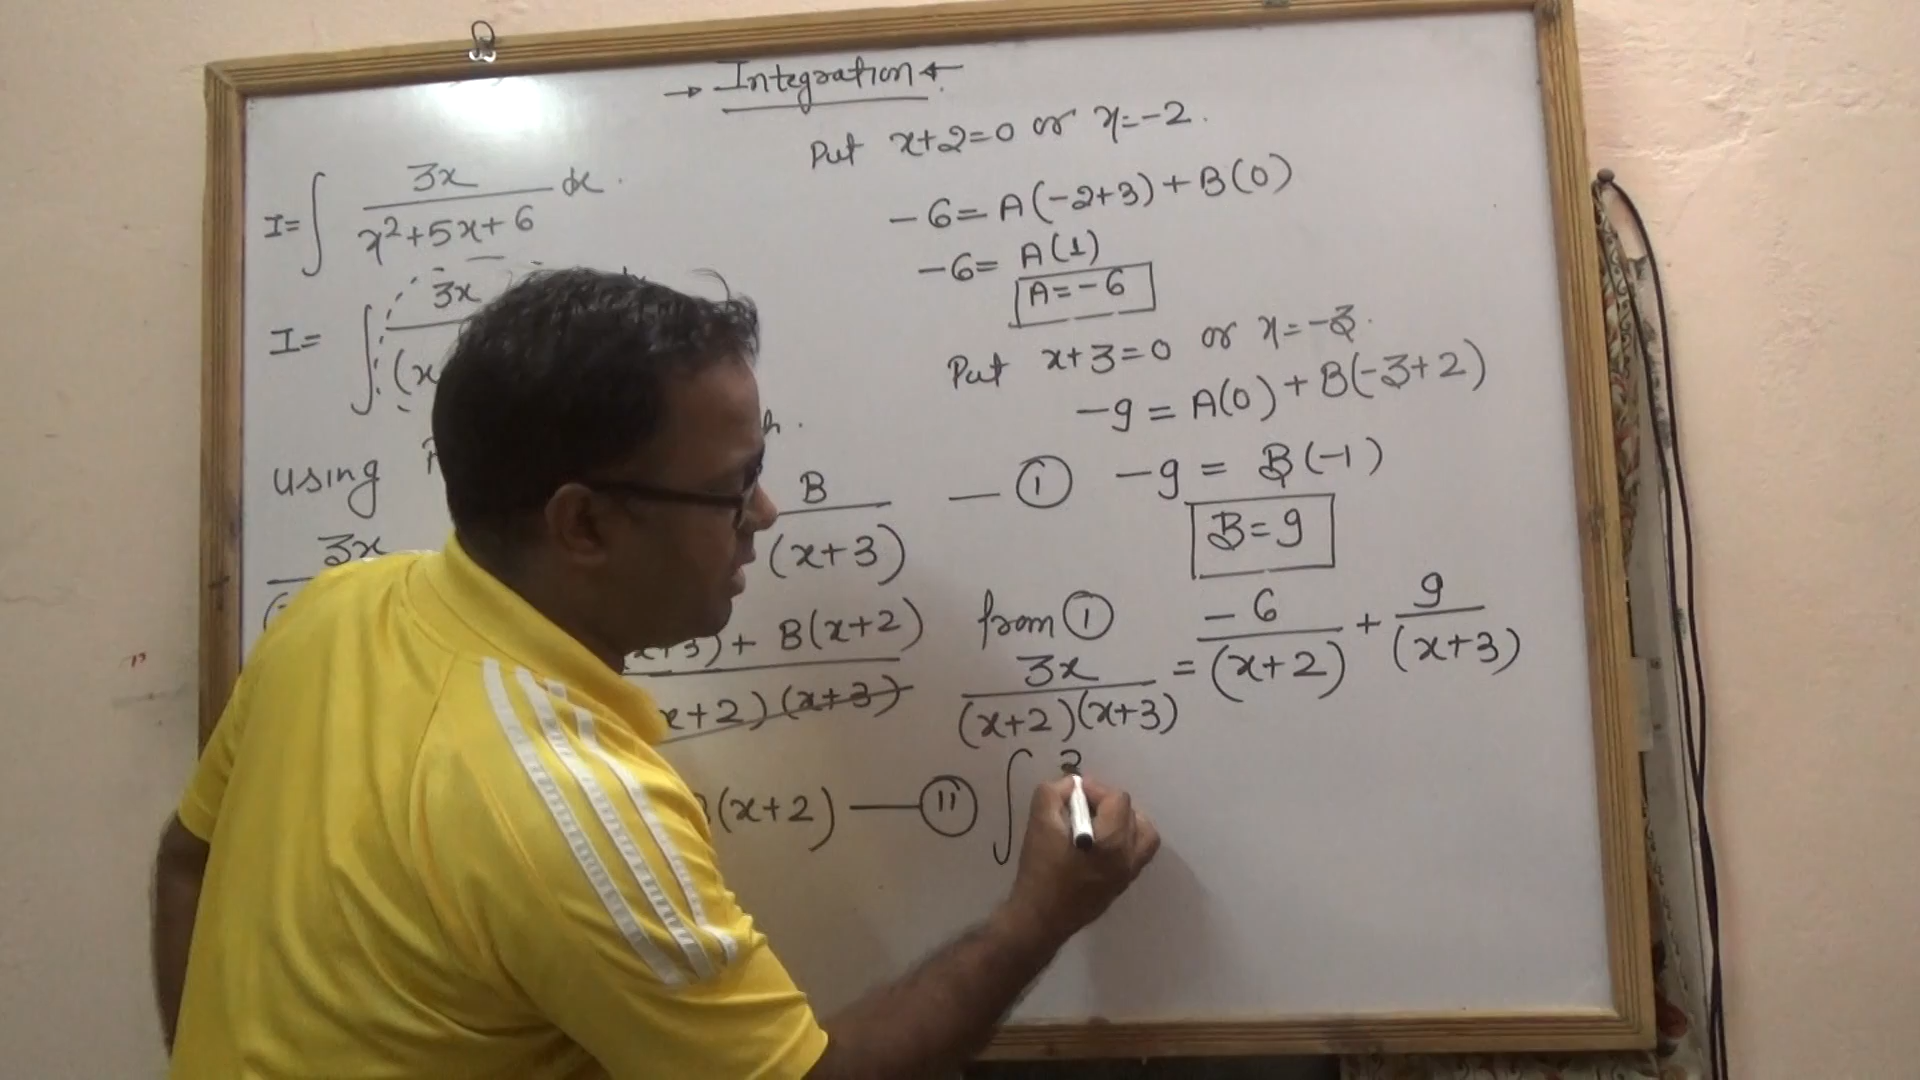 → Integration ←
I= ∫ 3x / x²+5x+6 dx.
I= ∫ 3x
(x
using
3x
B / (x+3) — ①
x+3)+ B(x+2)
x+2)(x+3)
(x+2) — ⑪
Put x+2=0 or x=-2.
-6= A(-2+3)+B(0)
-6= A(1)
A=-6
Put x+3=0 or x=-3.
-9 = A(0)+B(-3+2)
-9 = B(-1)
B=9
from ①
3x / (x+2)(x+3) = -6 / (x+2) + 9 / (x+3)
∫